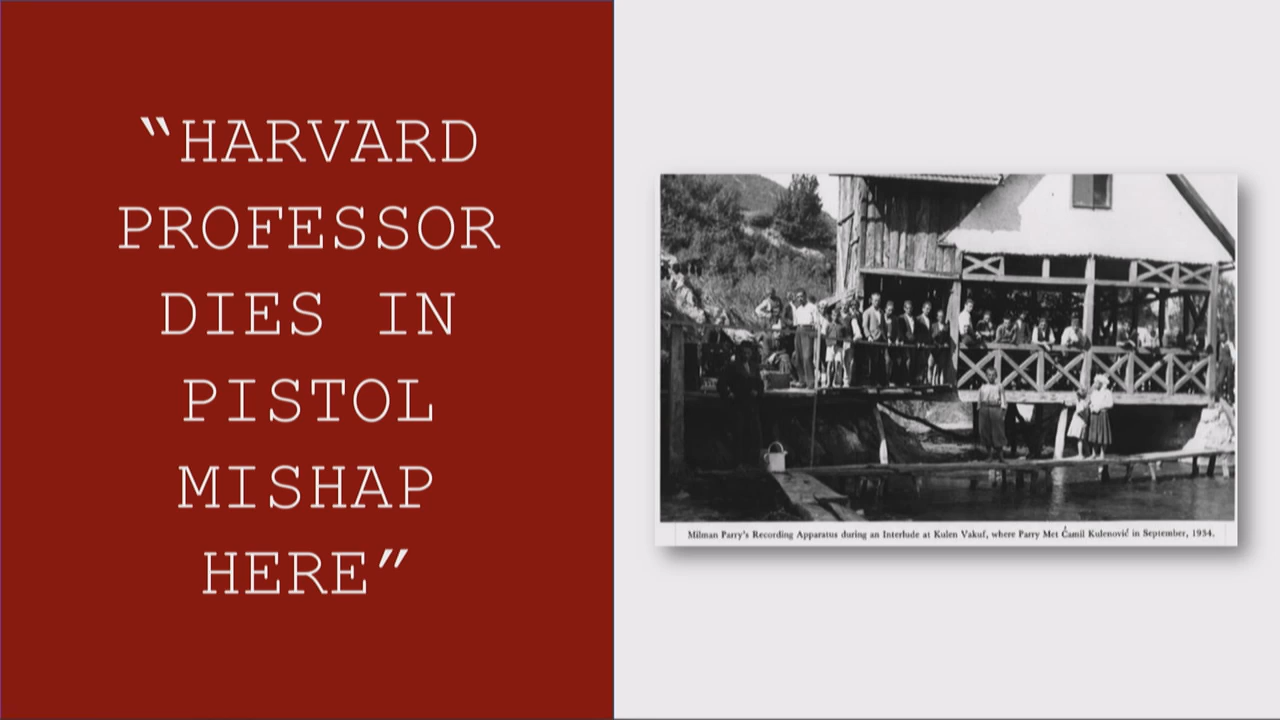 “HARVARD
PROFESSOR
DIES IN
PISTOL
MISHAP
HERE”
Milman Parry's Recording Apparatus during an Interlude at Kulen Vakuf, where Parry Met Ćamil Kulenović in September, 1934.